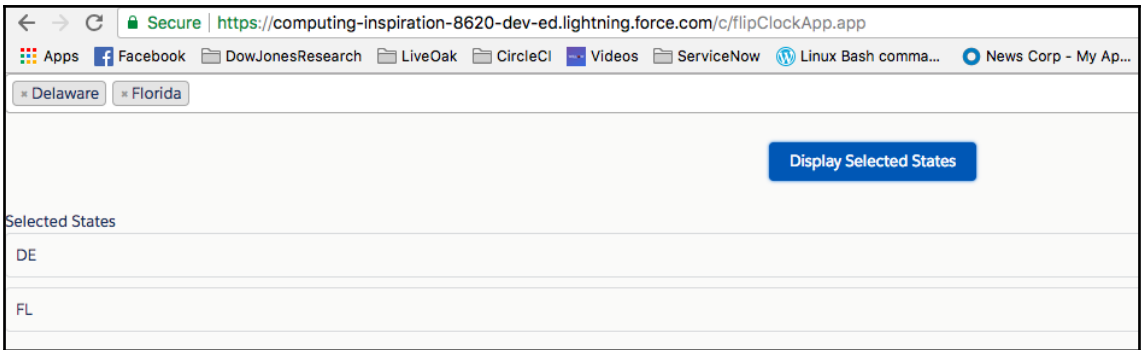 Secure | https://computing-inspiration-8620-dev-ed.lightning.force.com/c/flipClockApp.app
Apps Facebook DowJonesResearch LiveOak CircleCI Videos ServiceNow Linux Bash comma... News Corp - My Ap...
× Delaware × Florida
Display Selected States
Selected States
DE
FL